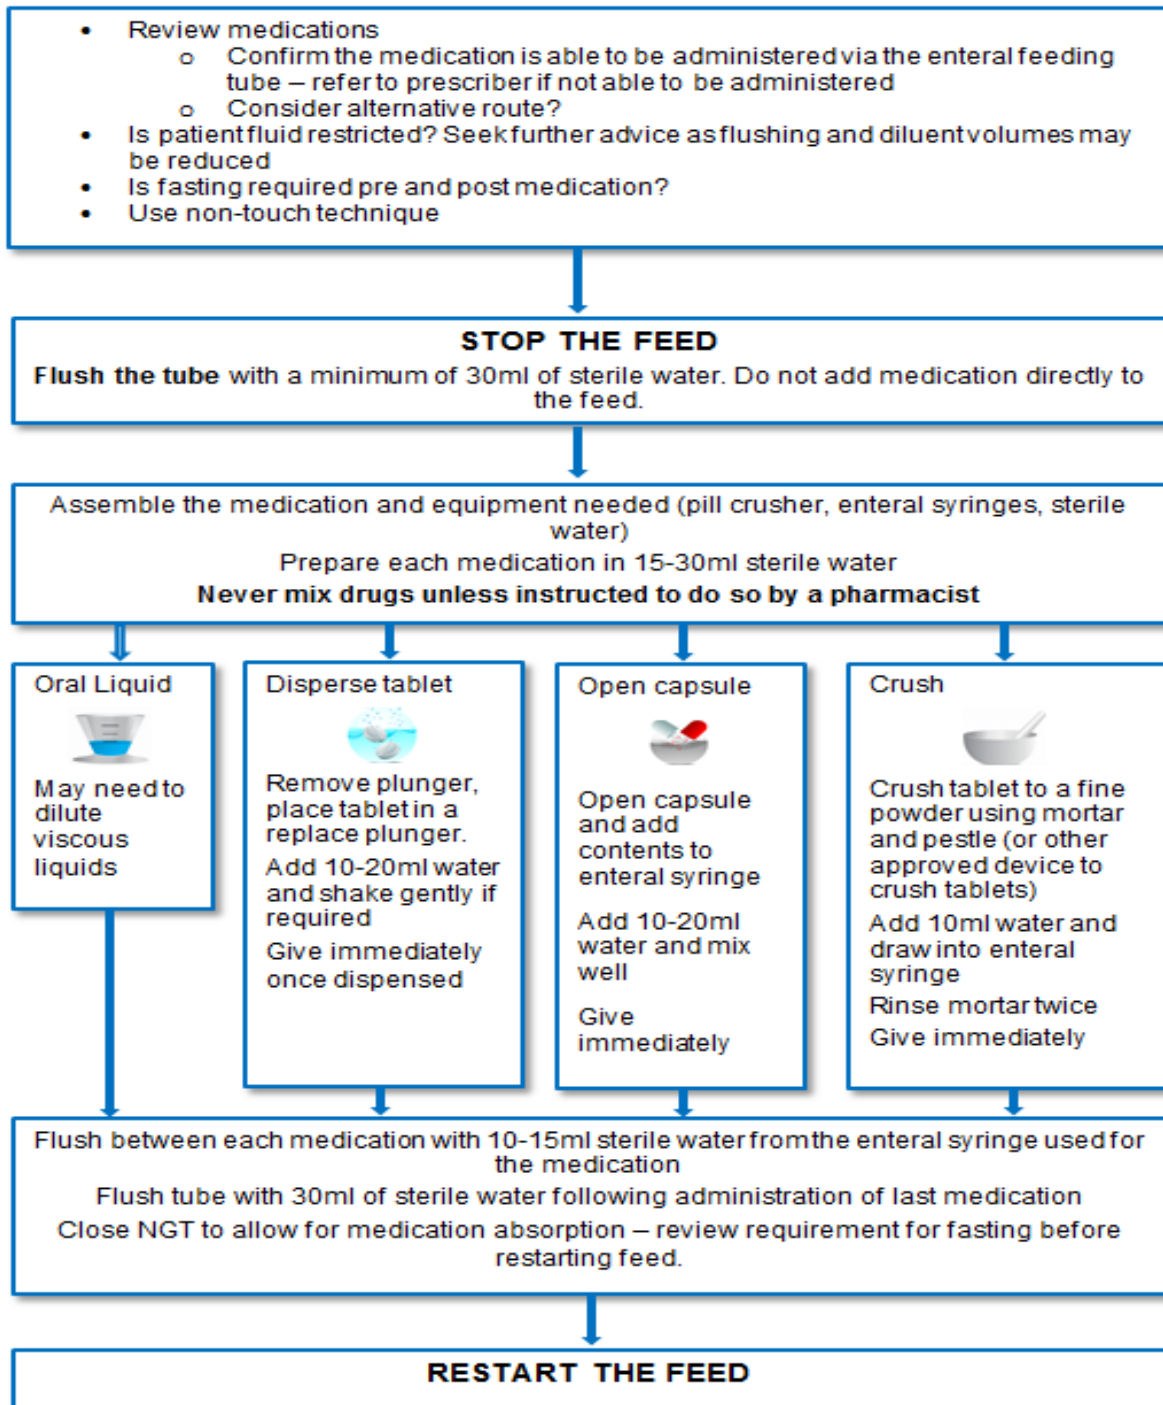 • Review medications
o Confirm the medication is able to be administered via the enteral feeding
tube – refer to prescriber if not able to be administered
o Consider alternative route?
• Is patient fluid restricted? Seek further advice as flushing and diluent volumes may
be reduced
• Is fasting required pre and post medication?
• Use non-touch technique
STOP THE FEED
Flush the tube with a minimum of 30ml of sterile water. Do not add medication directly to
the feed.
Assemble the medication and equipment needed (pill crusher, enteral syringes, sterile
water)
Prepare each medication in 15-30ml sterile water
Never mix drugs unless instructed to do so by a pharmacist
Oral Liquid
May need to
dilute
viscous
liquids
Disperse tablet
Remove plunger,
place tablet in a
replace plunger.
Add 10-20ml water
and shake gently if
required
Give immediately
once dispensed
Open capsule
Open capsule
and add
contents to
enteral syringe
Add 10-20ml
water and mix
well
Give
immediately
Crush
Crush tablet to a fine
powder using mortar
and pestle (or other
approved device to
crush tablets)
Add 10ml water and
draw into enteral
syringe
Rinse mortar twice
Give immediately
Flush between each medication with 10-15ml sterile water from the enteral syringe used for
the medication
Flush tube with 30ml of sterile water following administration of last medication
Close NGT to allow for medication absorption – review requirement for fasting before
restarting feed.
RESTART THE FEED